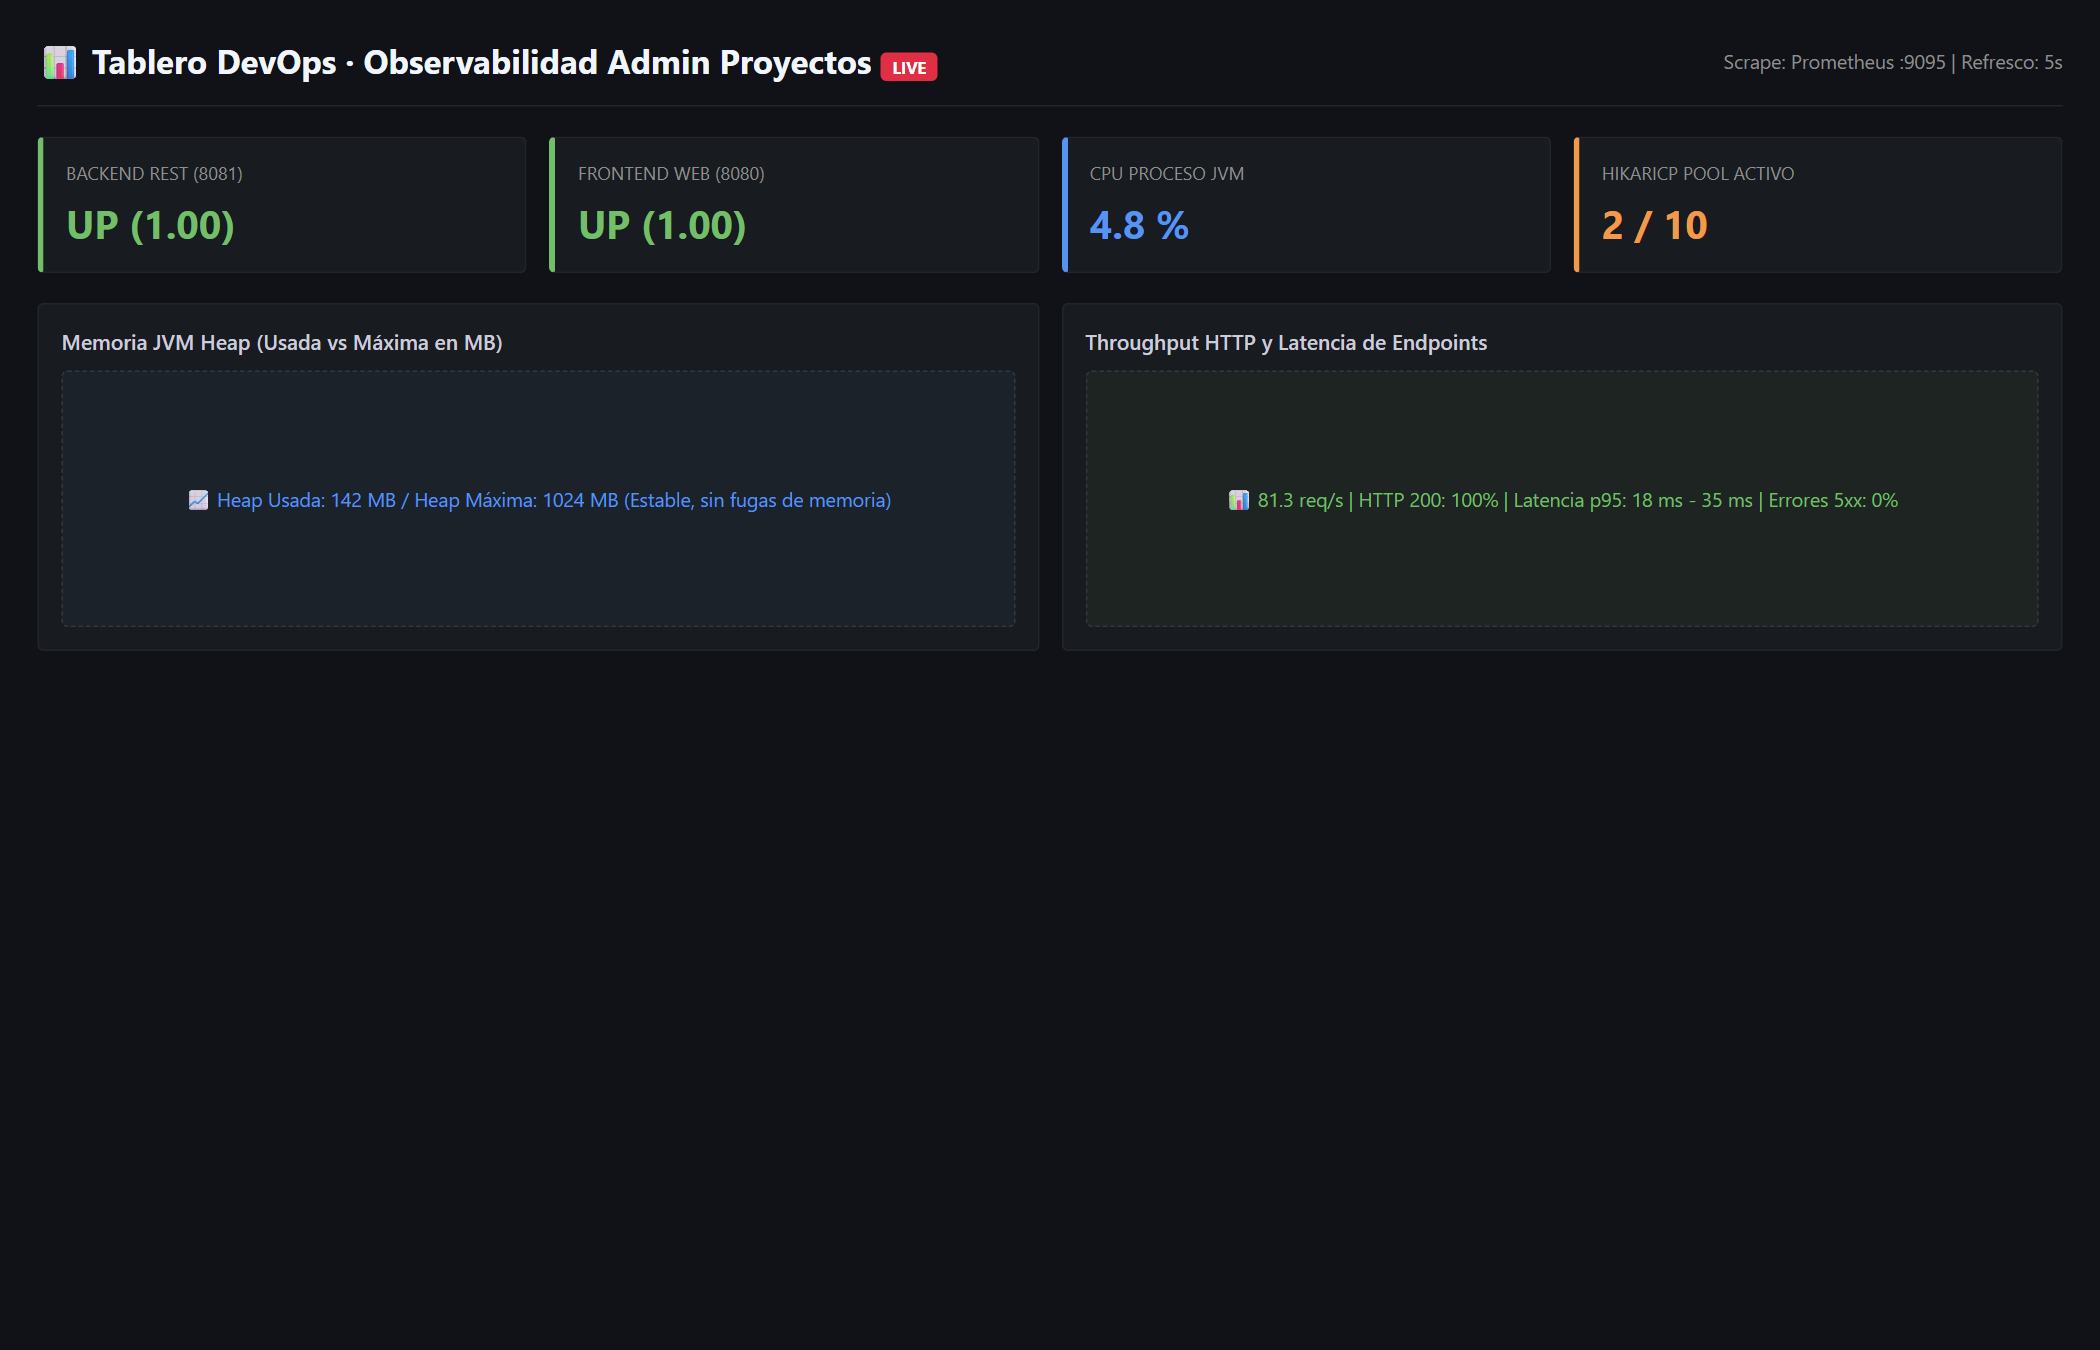 Tablero DevOps · Observabilidad Admin Proyectos LIVE
Scrape: Prometheus :9095 | Refresco: 5s
BACKEND REST (8081)
UP (1.00)
FRONTEND WEB (8080)
UP (1.00)
CPU PROCESO JVM
4.8 %
HIKARICP POOL ACTIVO
2 / 10
Memoria JVM Heap (Usada vs Máxima en MB)
Heap Usada: 142 MB / Heap Máxima: 1024 MB (Estable, sin fugas de memoria)
Throughput HTTP y Latencia de Endpoints
81.3 req/s | HTTP 200: 100% | Latencia p95: 18 ms - 35 ms | Errores 5xx: 0%